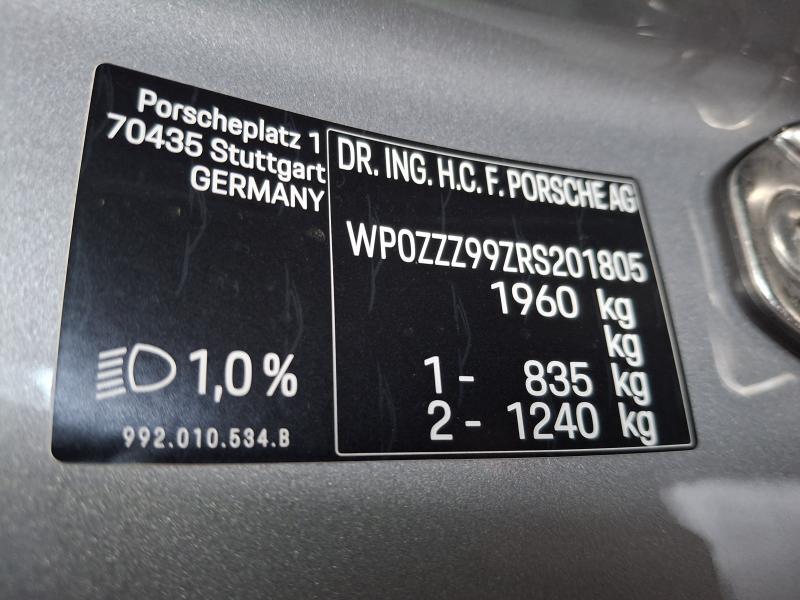 Porscheplatz 1
70435 Stuttgart
GERMANY
1,0 %
992.010.534.B
DR. ING. H.C. F. PORSCHE AG
WP0ZZZ99ZRS201805
1960 kg
kg
1 - 835 kg
2 - 1240 kg